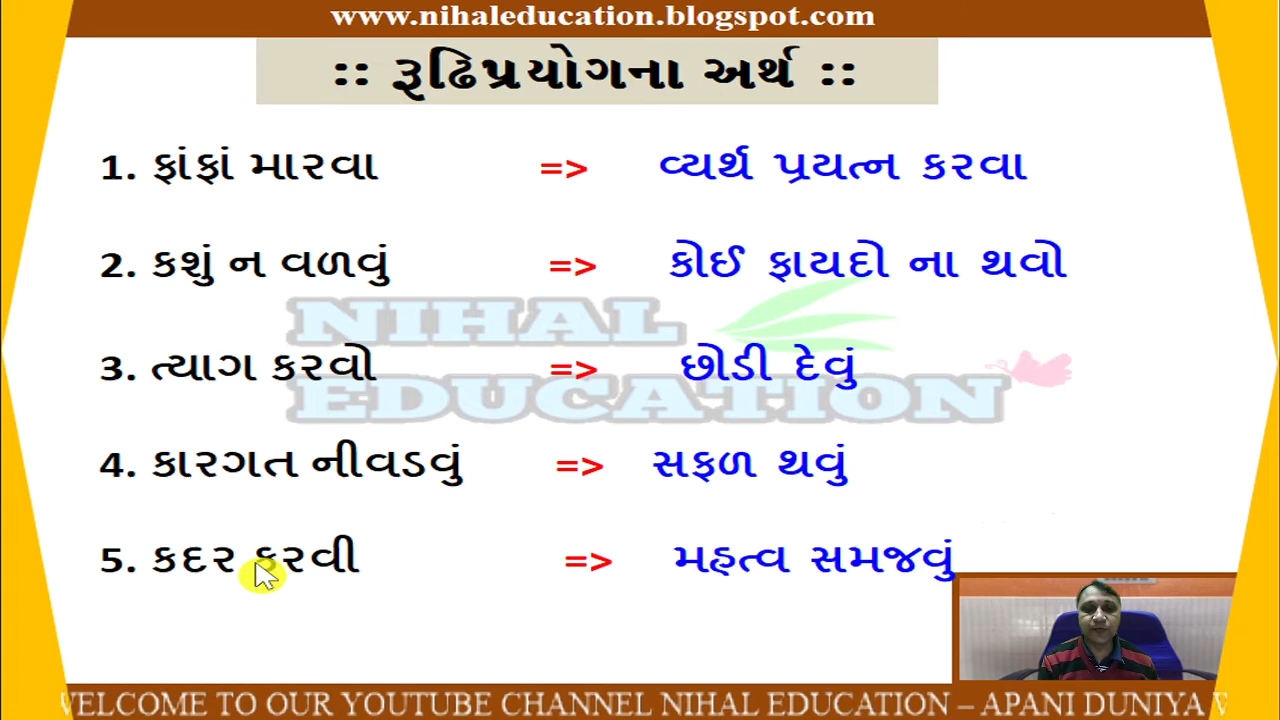 www.nihaleducation.blogspot.com
:: રૂઢિપ્રયોગના અર્થ ::
1. ફાંફાં મારવા => વ્યર્થ પ્રયત્ન કરવા
2. કશું ન વળવું => કોઈ ફાયદો ના થવો
NIHAL
3. ત્યાગ કરવો => છોડી દેવું
EDUCATION
4. કારગત નીવડવું => સફળ થવું
5. કદર કરવી => મહત્વ સમજવું
WELCOME TO OUR YOUTUBE CHANNEL NIHAL EDUCATION – APANI DUNIYA